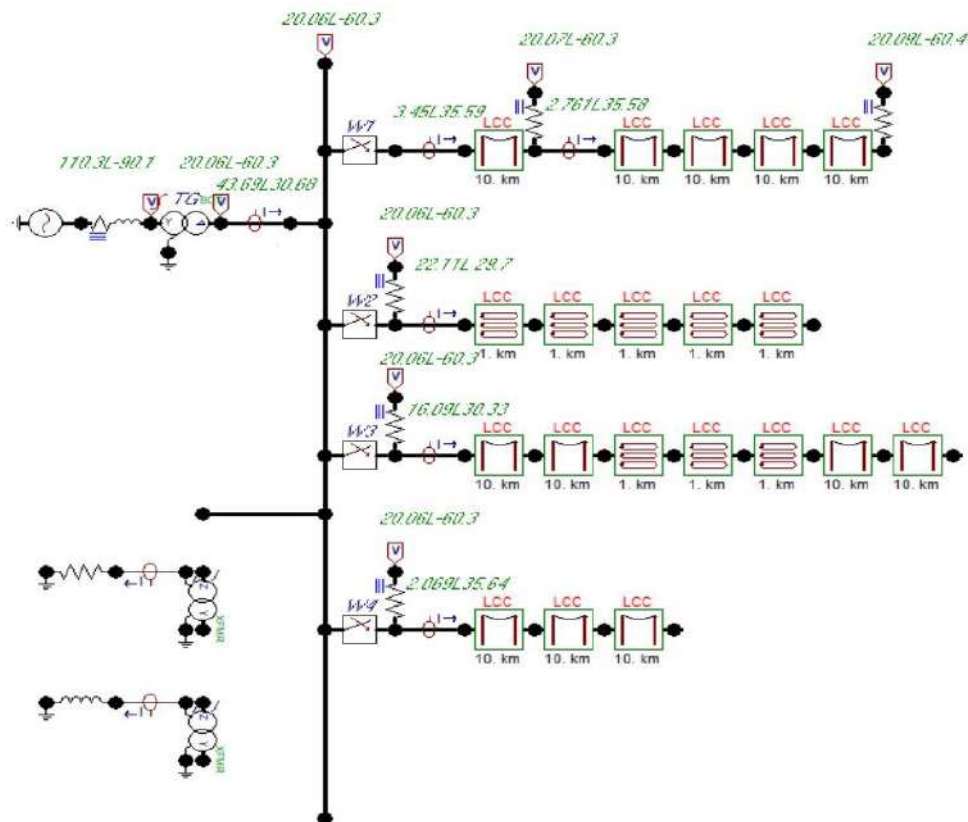 20.06L-60.3
20.07L-60.3
20.09L-60.4
3.45L35.59
2.761L35.58
W1
LCC LCC LCC LCC LCC
I
I
V
V
V
10. km 10. km 10. km 10. km 10. km
110.3L-90.1 20.06L-60.3
43.69L30.68
V TG V I
Y
20.06L-60.3
V
22.11L 29.7
W2
I
LCC LCC LCC LCC LCC
1. km 1. km 1. km 1. km 1. km
20.06L-60.3
V
16.09L30.33
W3
I
LCC LCC LCC LCC LCC LCC LCC
10. km 10. km 1. km 1. km 1. km 10. km 10. km
20.06L-60.3
V
2.069L35.64
W4
I
LCC LCC LCC
10. km 10. km 10. km
I
Z
Y
XFMR
I
Z
Y
XFMR